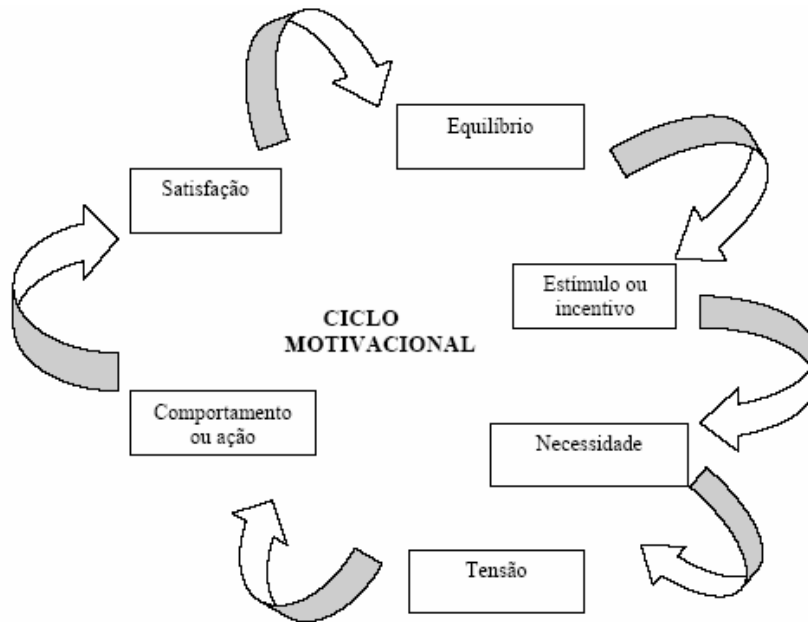 Equilíbrio
Satisfação
Estímulo ou
incentivo
CICLO
MOTIVACIONAL
Comportamento
ou ação
Necessidade
Tensão